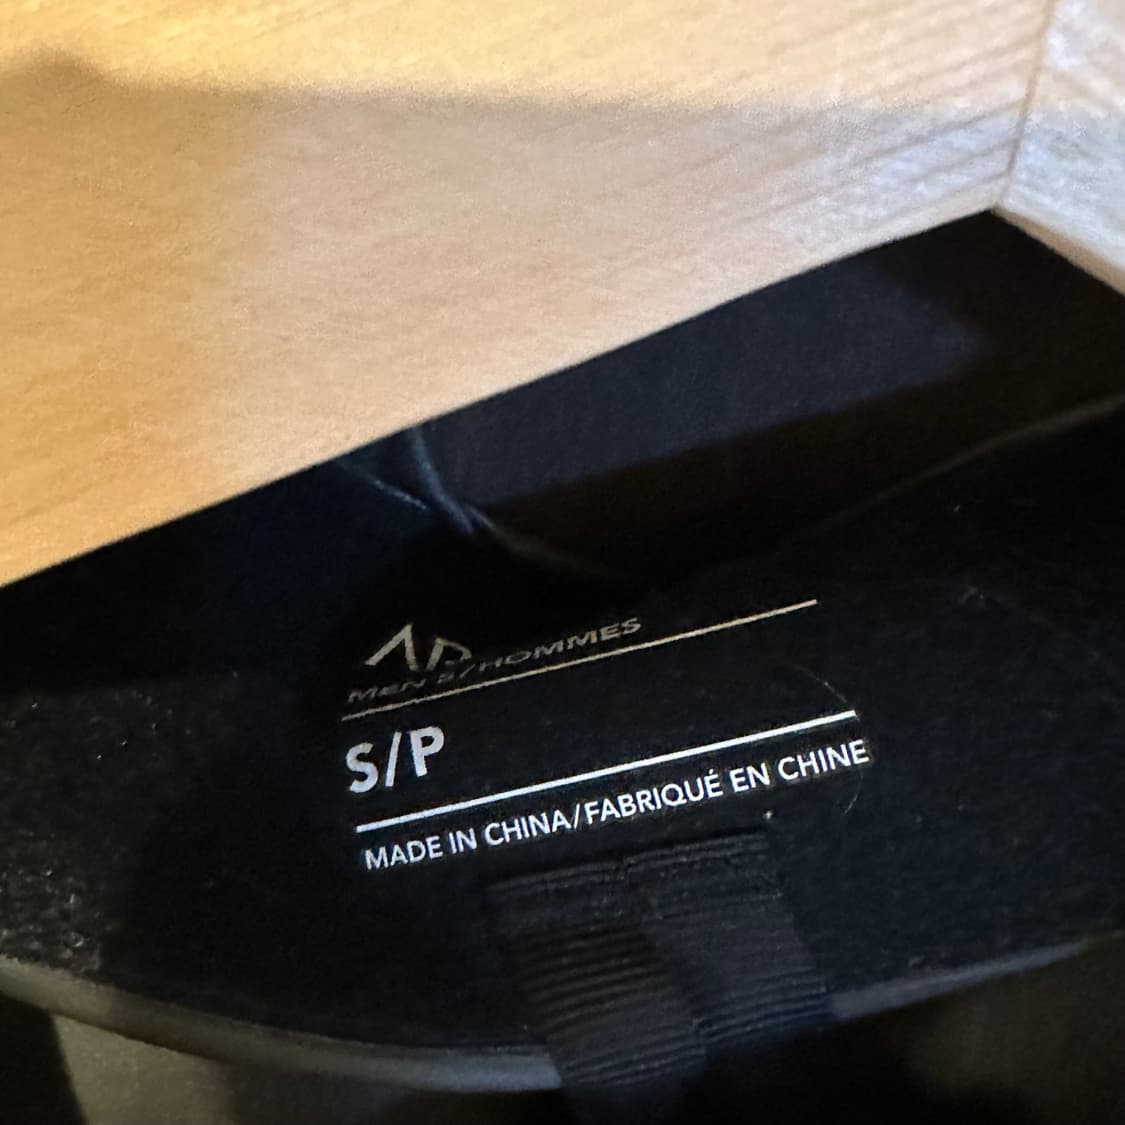 MEN'S/HOMMES
S/P
MADE IN CHINA/FABRIQUÉ EN CHINE